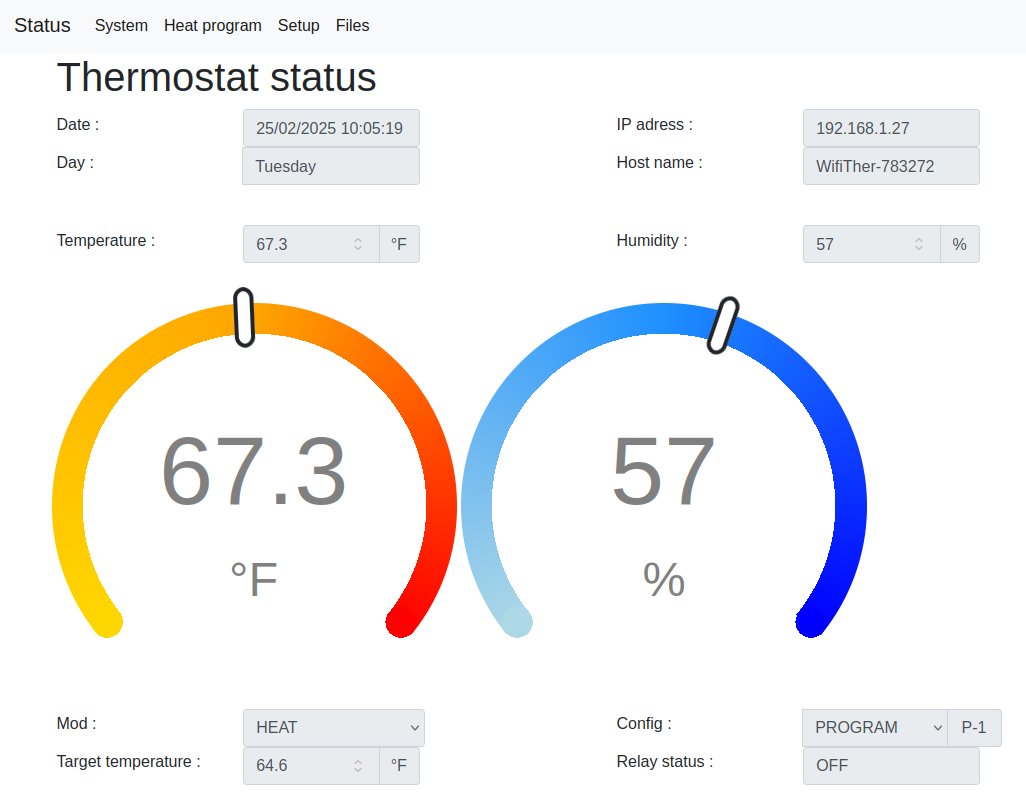 Status System Heat program Setup Files
Thermostat status
Date : 25/02/2025 10:05:19 IP adress : 192.168.1.27
Day : Tuesday Host name : WifiTher-783272
Temperature : 67.3 °F Humidity : 57 %
67.3 57
°F %
Mod : HEAT Config : PROGRAM P-1
Target temperature : 64.6 °F Relay status : OFF